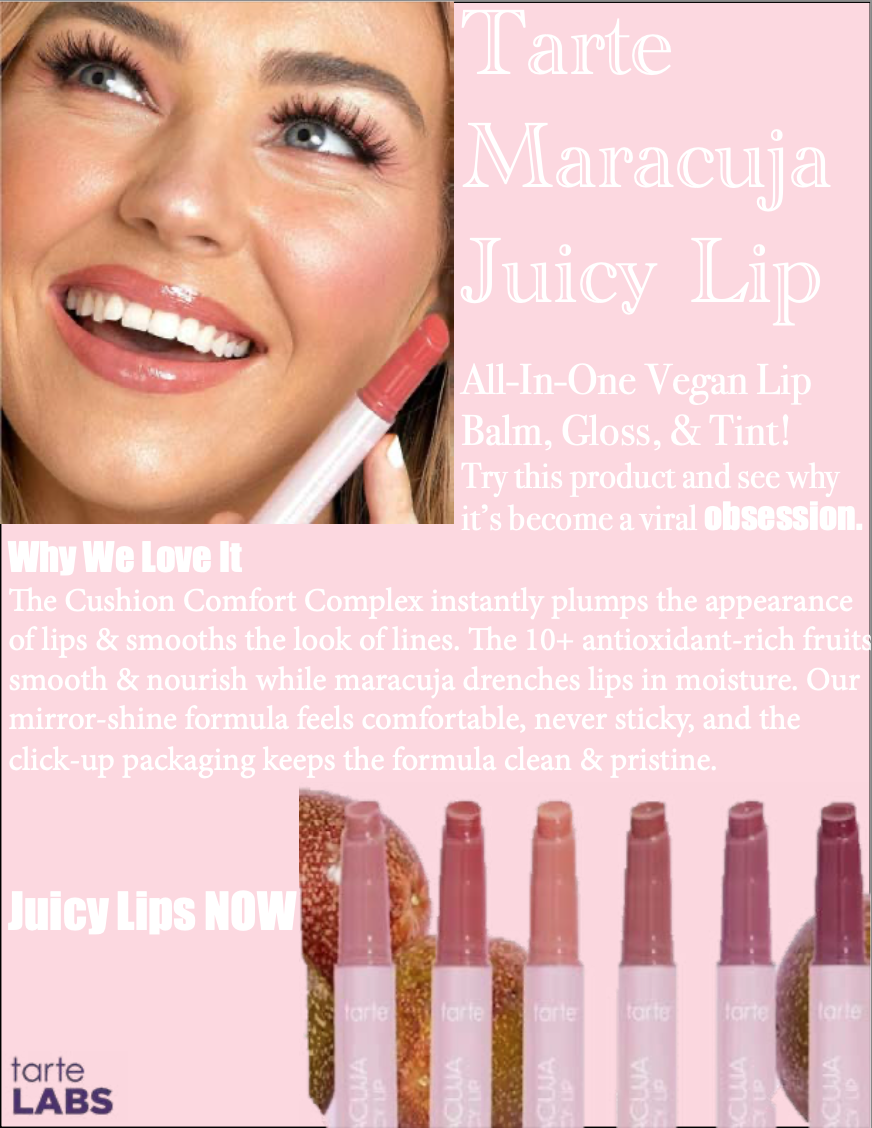 Tarte
Maracuja
Juicy Lip
All-In-One Vegan Lip
Balm, Gloss, & Tint!
Try this product and see why
it’s become a viral obsession.
Why We Love It
The Cushion Comfort Complex instantly plumps the appearance
of lips & smooths the look of lines. The 10+ antioxidant-rich fruits
smooth & nourish while maracuja drenches lips in moisture. Our
mirror-shine formula feels comfortable, never sticky, and the
click-up packaging keeps the formula clean & pristine.
Juicy Lips NOW
tarte tarte tarte tarte tarte tarte
tarte
LABS